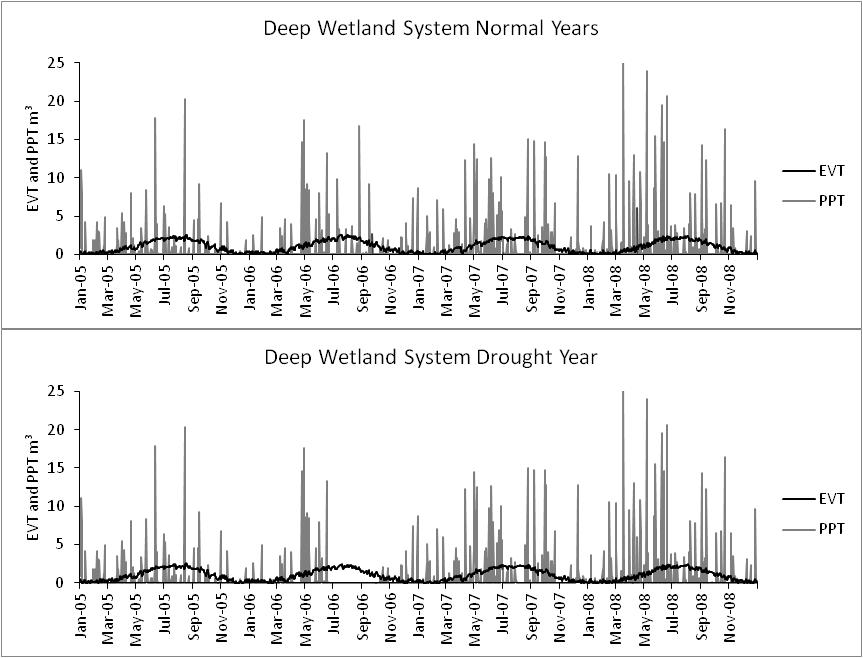 Deep Wetland System Normal Years
EVT and PPT m³
25
20
15
10
5
0
Jan-05 Mar-05 May-05 Jul-05 Sep-05 Nov-05 Jan-06 Mar-06 May-06 Jul-06 Sep-06 Nov-06 Jan-07 Mar-07 May-07 Jul-07 Sep-07 Nov-07 Jan-08 Mar-08 May-08 Jul-08 Sep-08 Nov-08
EVT
PPT
Deep Wetland System Drought Year
EVT and PPT m³
25
20
15
10
5
0
Jan-05 Mar-05 May-05 Jul-05 Sep-05 Nov-05 Jan-06 Mar-06 May-06 Jul-06 Sep-06 Nov-06 Jan-07 Mar-07 May-07 Jul-07 Sep-07 Nov-07 Jan-08 Mar-08 May-08 Jul-08 Sep-08 Nov-08
EVT
PPT